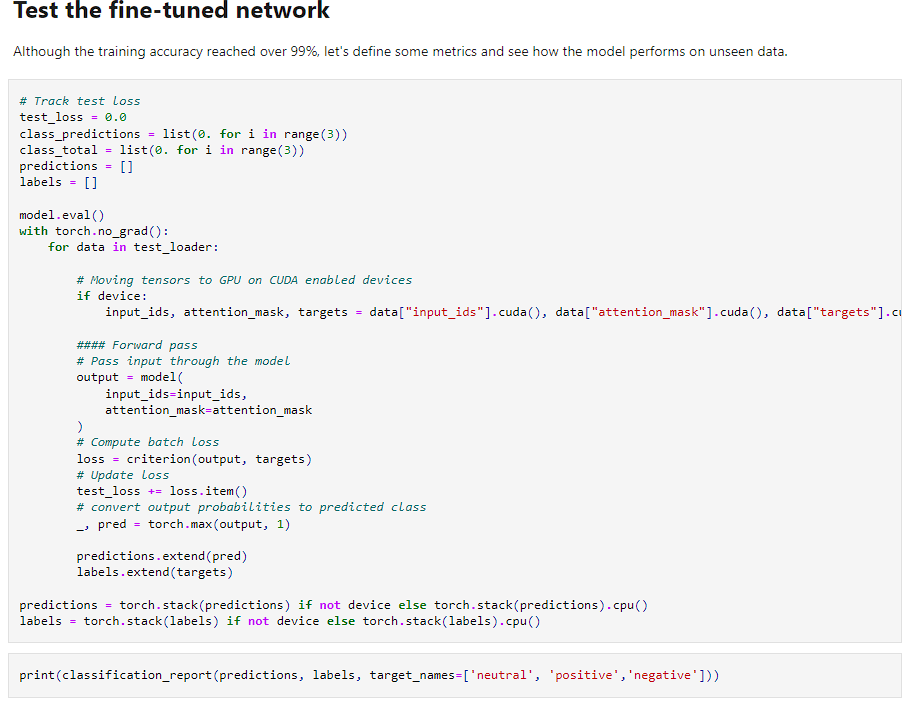 Test the fine-tuned network
Although the training accuracy reached over 99%, let's define some metrics and see how the model performs on unseen data.
# Track test loss
test_loss = 0.0
class_predictions = list(0. for i in range(3))
class_total = list(0. for i in range(3))
predictions = []
labels = []
model.eval()
with torch.no_grad():
    for data in test_loader:
        # Moving tensors to GPU on CUDA enabled devices
        if device:
            input_ids, attention_mask, targets = data["input_ids"].cuda(), data["attention_mask"].cuda(), data["targets"].c
        #### Forward pass
        # Pass input through the model
        output = model(
            input_ids=input_ids,
            attention_mask=attention_mask
        )
        # Compute batch loss
        loss = criterion(output, targets)
        # Update loss
        test_loss += loss.item()
        # convert output probabilities to predicted class
        _, pred = torch.max(output, 1)
        predictions.extend(pred)
        labels.extend(targets)
predictions = torch.stack(predictions) if not device else torch.stack(predictions).cpu()
labels = torch.stack(labels) if not device else torch.stack(labels).cpu()
print(classification_report(predictions, labels, target_names=['neutral', 'positive','negative']))